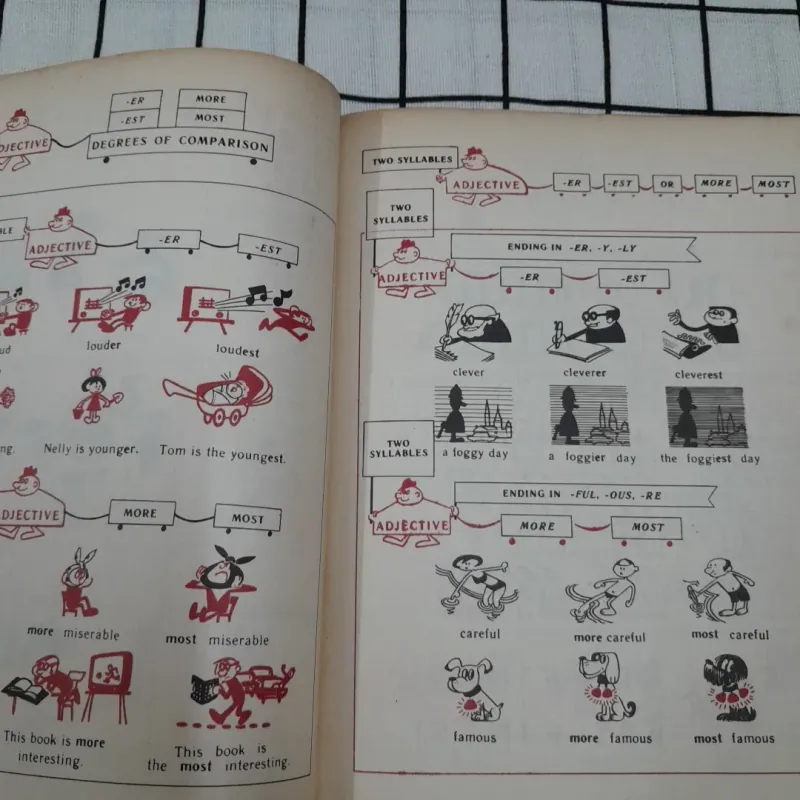 -ER
MORE
-EST
MOST
ADJECTIVE
DEGREES OF COMPARISON
ADJECTIVE
-ER
-EST
louder
loudest
Nelly is younger.
Tom is the youngest.
ADJECTIVE
MORE
MOST
more miserable
most miserable
This book is more
interesting.
This book is
the most interesting.
TWO SYLLABLES
ADJECTIVE
-ER
-EST
OR
MORE
MOST
TWO
SYLLABLES
ENDING IN -ER, -Y, -LY
ADJECTIVE
-ER
-EST
clever
cleverer
cleverest
a foggy day
a foggier day
the foggiest day
TWO
SYLLABLES
ENDING IN -FUL, -OUS, -RE
ADJECTIVE
MORE
MOST
careful
more careful
most careful
famous
more famous
most famous